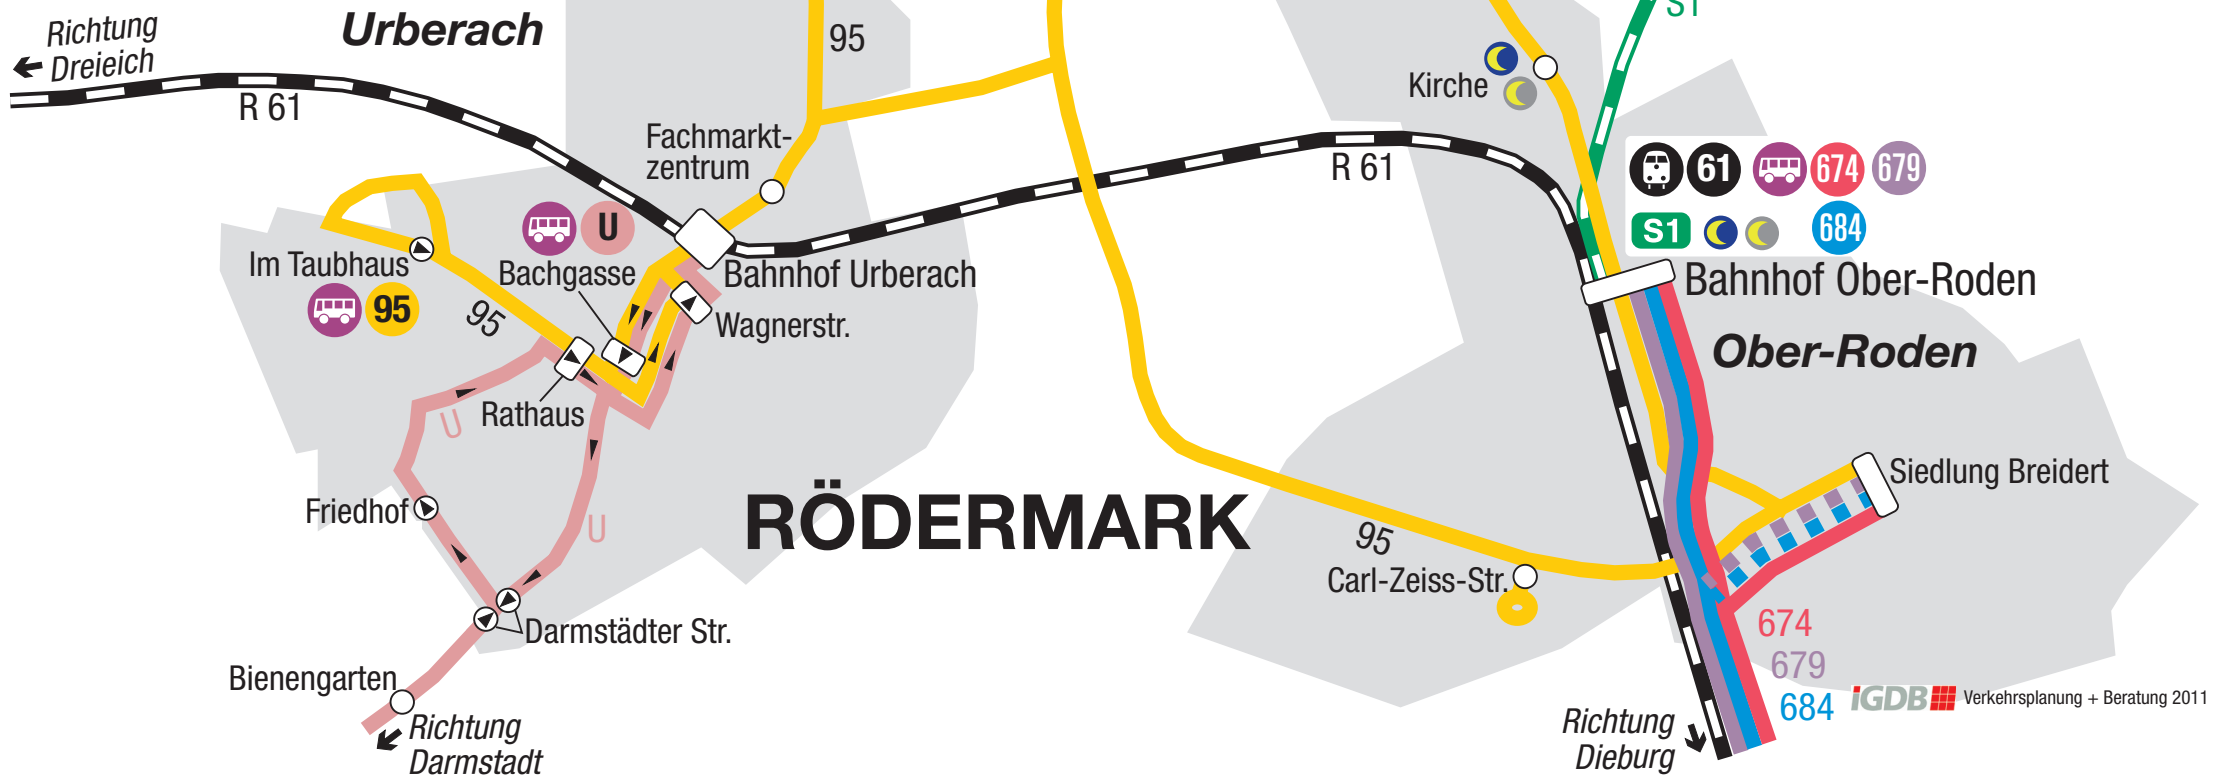 Richtung
Dreieich
Urberach
95
S1
Kirche
R 61
Fachmarkt-
zentrum
R 61
61
674
679
S1
684
U
Im Taubhaus
Bachgasse
Bahnhof Urberach
Bahnhof Ober-Roden
95
95
Wagnerstr.
Ober-Roden
Rathaus
U
Siedlung Breidert
Friedhof
U
RÖDERMARK
95
Carl-Zeiss-Str.
Darmstädter Str.
674
679
684
Bienengarten
iGDB Verkehrsplanung + Beratung 2011
Richtung
Darmstadt
Richtung
Dieburg